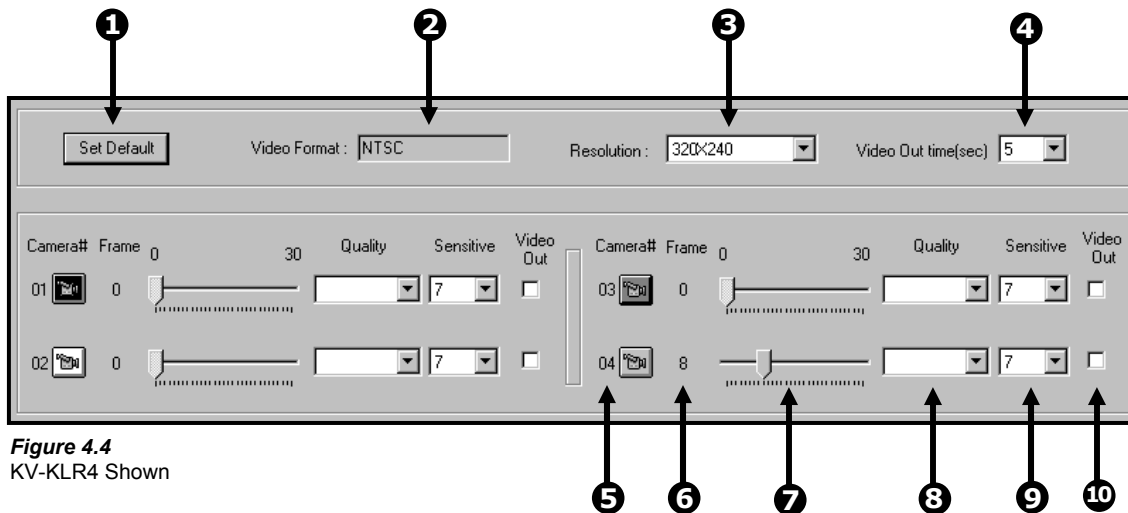 1 2 3 4
Set Default Video Format : NTSC Resolution : 320X240 Video Out time(sec) 5
Camera# Frame 0 30 Quality Sensitive Video Out Camera# Frame 0 30 Quality Sensitive Video Out
01 0 7 03 0 7
02 0 7 04 8 7
Figure 4.4
KV-KLR4 Shown
5 6 7 8 9 10